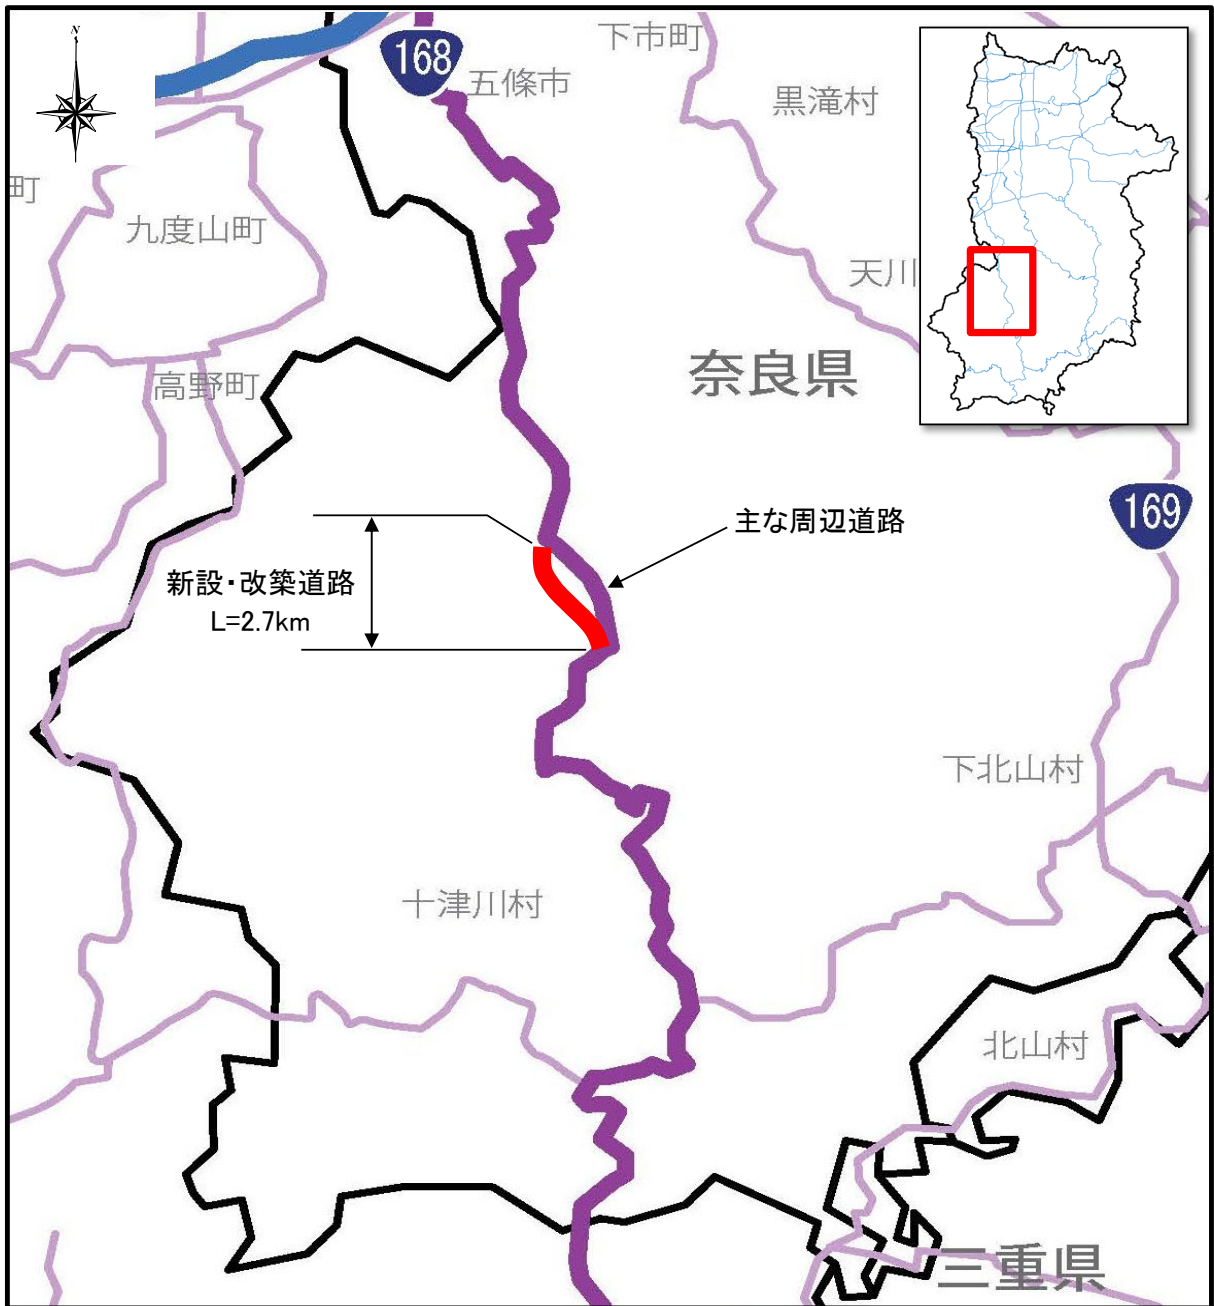 N
168
下市町
五條市
黒滝村
町
九度山町
天川
奈良県
高野町
169
主な周辺道路
新設・改築道路
L=2.7km
下北山村
十津川村
北山村
三重県